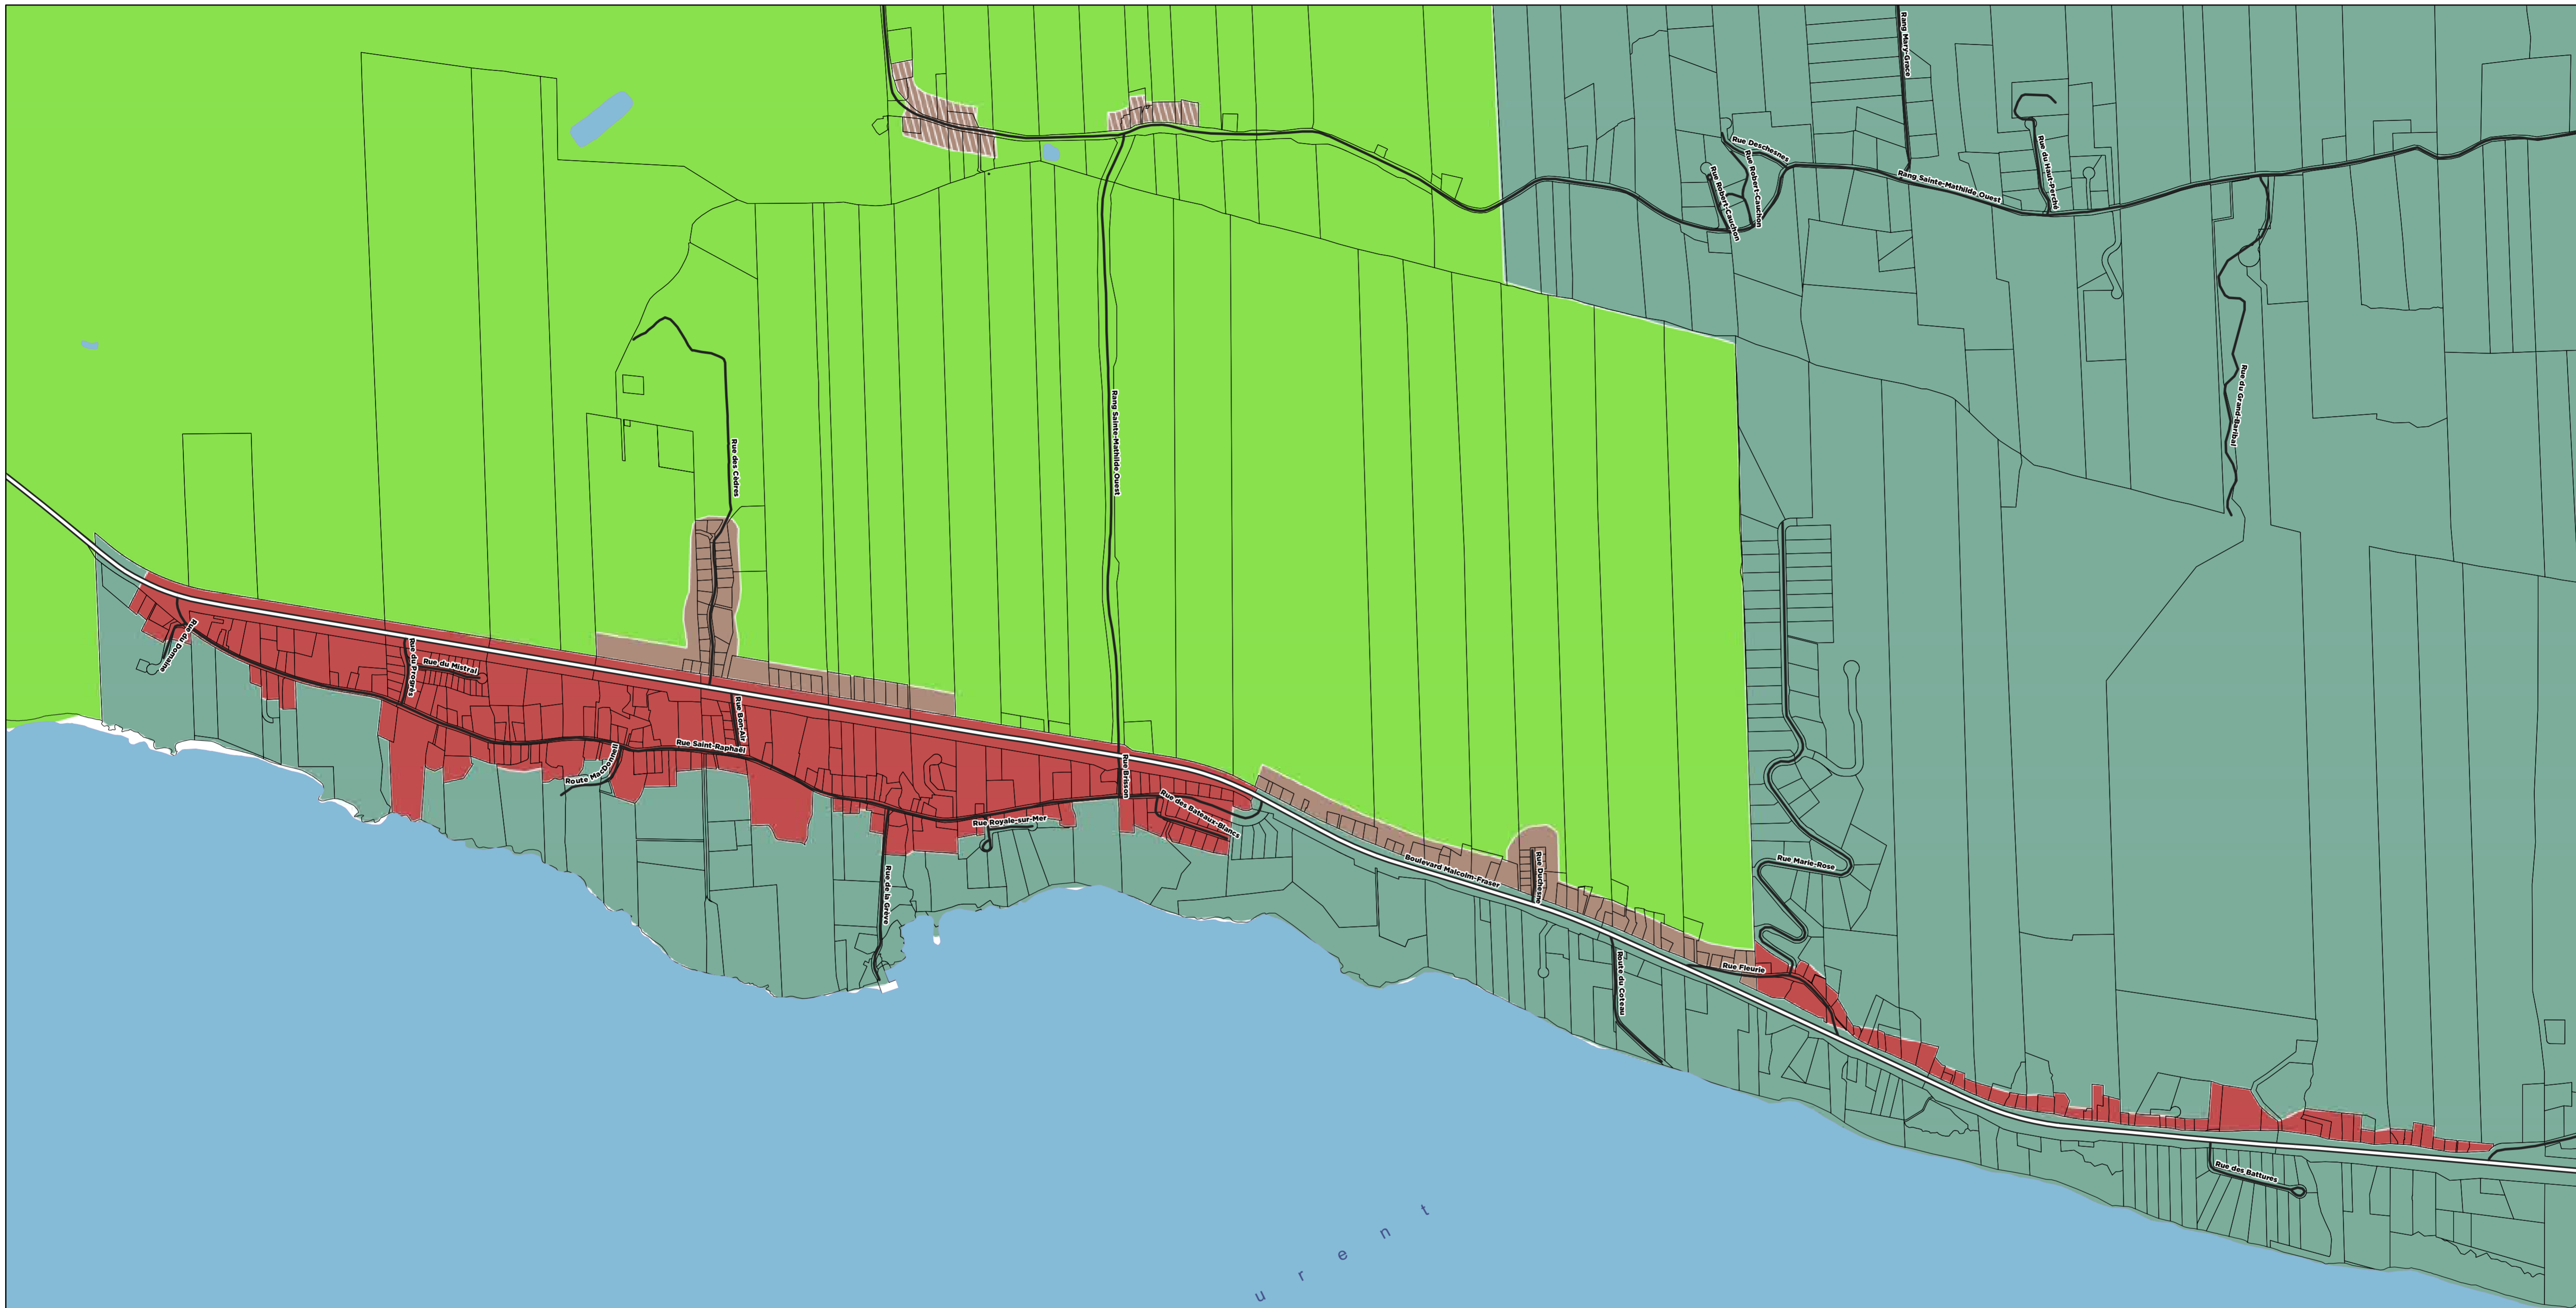 Rang Mary-Grace
Rue Deschesnes
Rue Robert-Cauchon
Rue Robert-Cauchon
Rang Sainte-Mathilde Ouest
Rue du Haut-Perché
Rue du Grand-Baribal
Rang Sainte-Mathilde Ouest
Rue des Cèdres
Rue du Domaine
Rue du Progrès
Rue du Mistral
Rue Bon-Air
Rue Saint-Raphaël
Route MacDonnell
Rue Brisson
Rue des Bateaux-Blancs
Rue Royale-sur-Mer
Rue de la Grève
Boulevard Malcolm-Fraser
Rue Duchesne
Rue Marie-Rose
Rue Fleurie
Route du Coteau
Rue des Battures
u r e n t